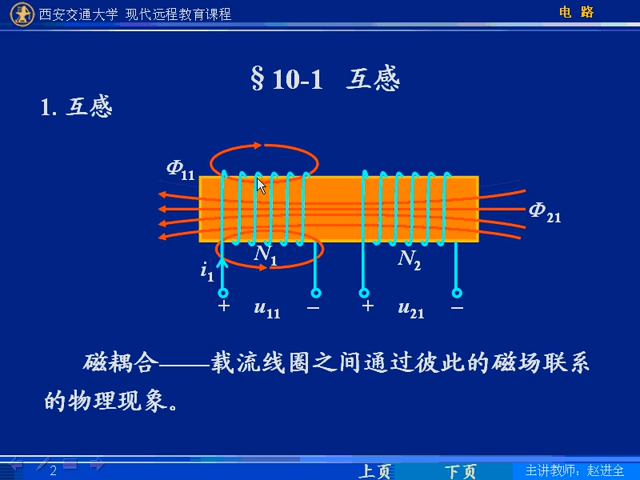 西安交通大学 现代远程教育课程
电 路
§10-1 互感
1. 互感
Φ11
Φ21
N1
N2
i1
+ u11 – + u21 –
磁耦合——载流线圈之间通过彼此的磁场联系
的物理现象。
2
上页
下页
主讲教师：赵进全